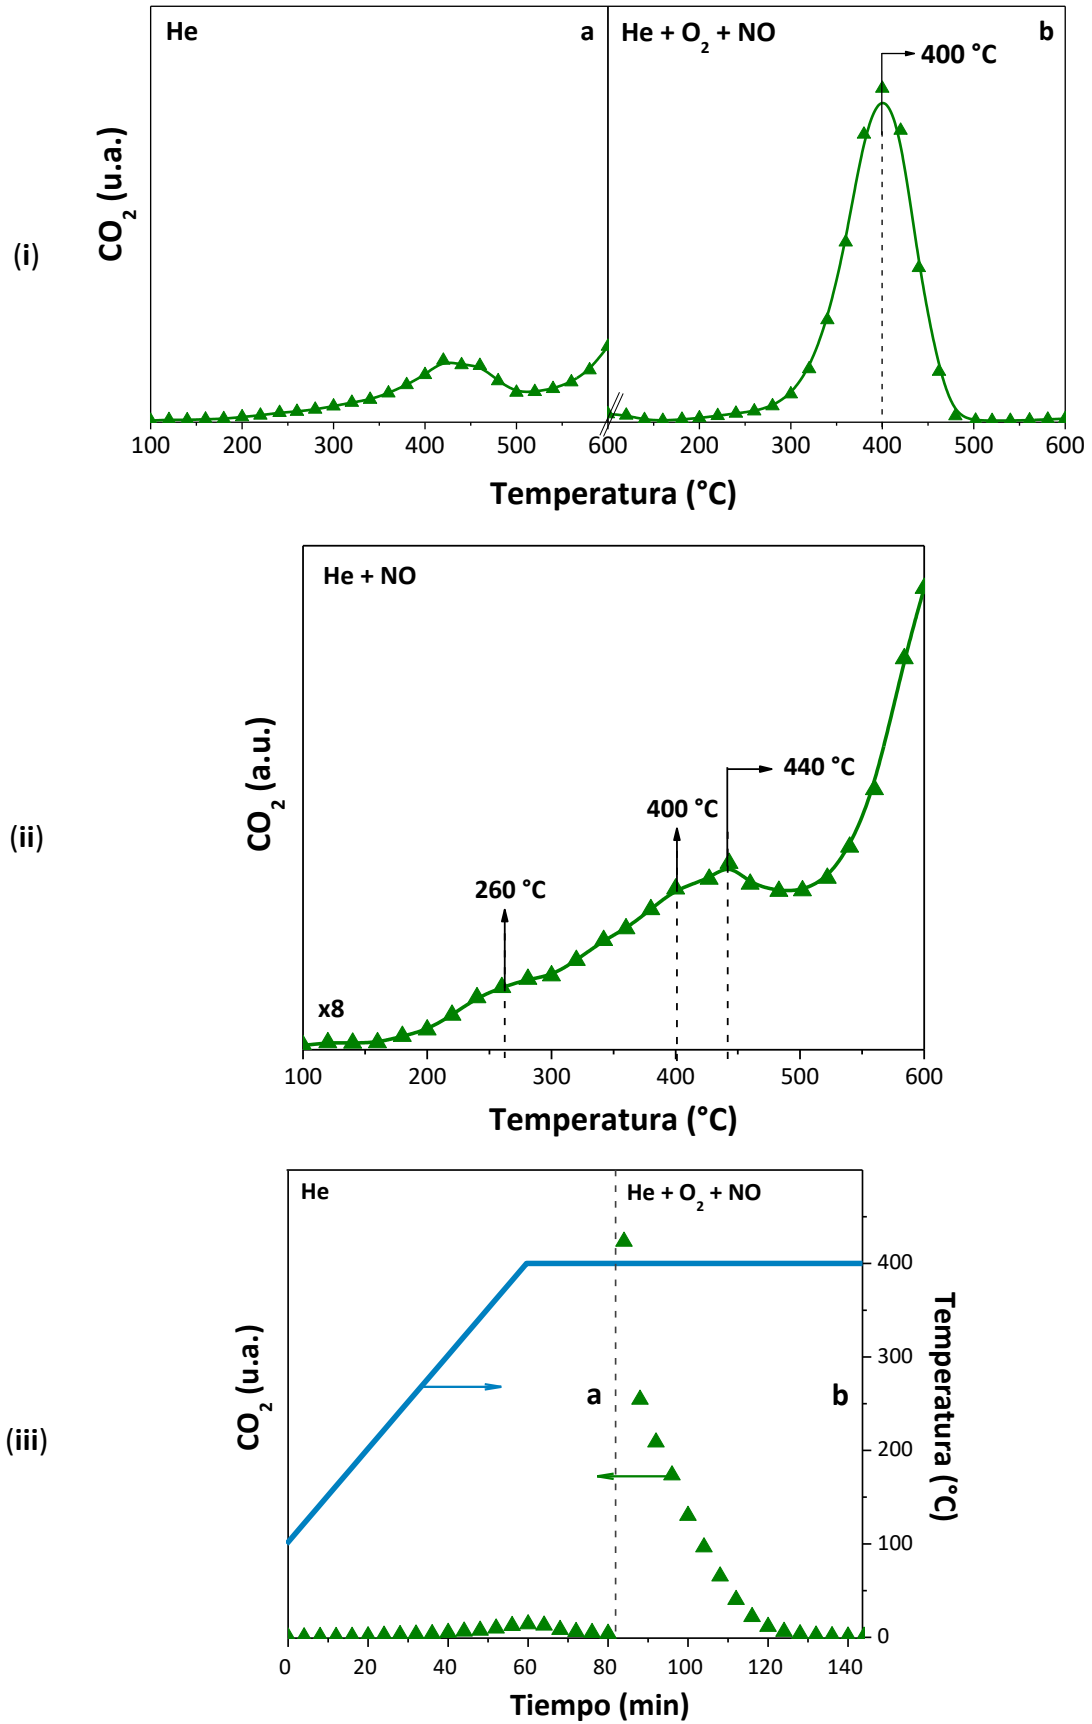 He
a
He + O2 + NO
b
400 °C
CO2 (u.a.)
(i)
100 200 300 400 500 600
200 300 400 500 600
Temperatura (°C)
He + NO
440 °C
400 °C
260 °C
CO2 (a.u.)
(ii)
x8
100 200 300 400 500 600
Temperatura (°C)
He
He + O2 + NO
400
300
200
100
0
a
b
CO2 (u.a.)
Temperatura (°C)
(iii)
0 20 40 60 80 100 120 140
Tiempo (min)